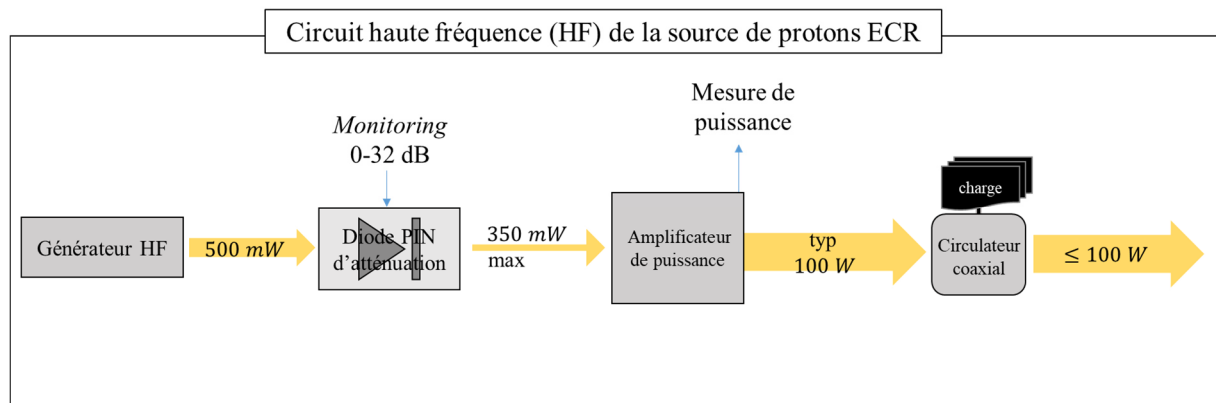 Circuit haute fréquence (HF) de la source de protons ECR
Mesure de
puissance
Monitoring
0-32 dB
charge
Générateur HF
500 mW
Diode PIN
d'atténuation
350 mW
max
Amplificateur
de puissance
typ
100 W
Circulateur
coaxial
≤ 100 W